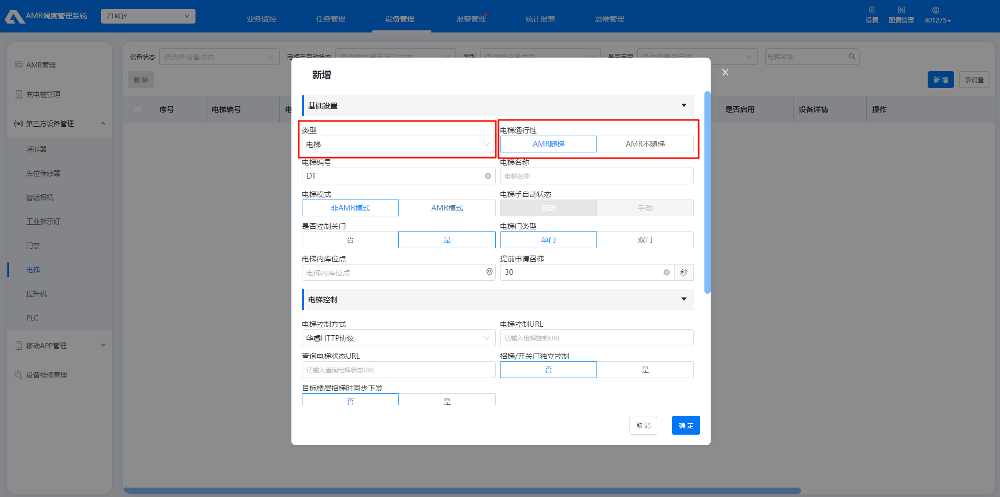 AMR调度管理系统
ZTKQY
业务监控
任务管理
设备管理
报警管理
统计报表
运维管理
设置
配置管理
401275
AMR管理
充电桩管理
第三方设备管理
呼叫器
库位传感器
智能相机
工业指示灯
门禁
电梯
提升机
PLC
移动APP管理
设备检修管理
设备状态
请选择设备状态
电梯手自动状态
请选择电梯手自动状态
类型
请选择设备类型
是否启用
请选择是否启用
电梯名称
删 除
新 增
表设置
序号
电梯编号
电
是否启用
设备详情
操作
新增
X
基础设置
类型
电梯
电梯通行性
AMR随梯
AMR不随梯
电梯编号
DT
电梯名称
电梯名称
电梯模式
非AMR模式
AMR模式
电梯手自动状态
自动
手动
是否控制关门
否
是
电梯门类型
单门
双门
电梯内库位点
电梯内库位点
提前申请召梯
30
秒
电梯控制
电梯控制方式
华睿HTTP协议
电梯控制URL
请输入电梯控制URL
查询电梯状态URL
请输入查询电梯状态URL
招梯/开关门独立控制
否
是
目标楼层招梯时同步下发
否
是
取 消
确 定